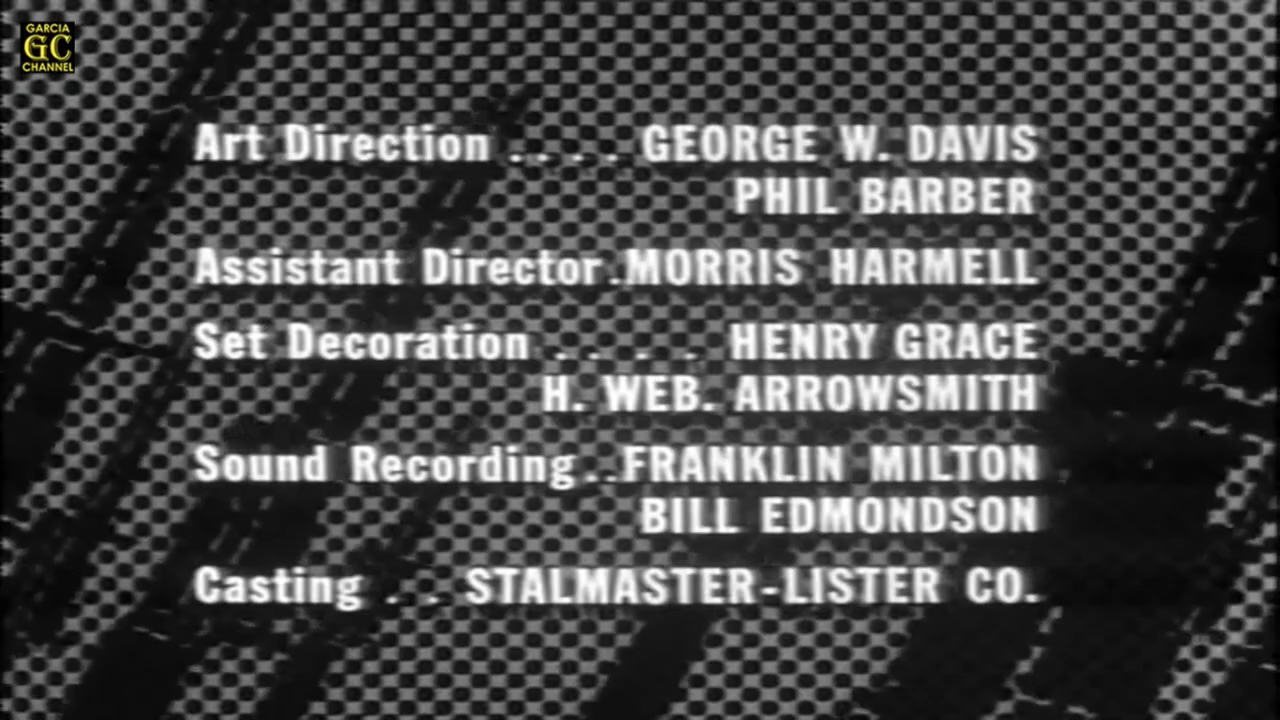 GARCIA
GC
CHANNEL
Art Direction . . . . GEORGE W. DAVIS
PHIL BARBER
Assistant Director . MORRIS HARMELL
Set Decoration . . . . HENRY GRACE
H. WEB. ARROWSMITH
Sound Recording . . FRANKLIN MILTON
BILL EDMONDSON
Casting . . STALMASTER-LISTER CO.